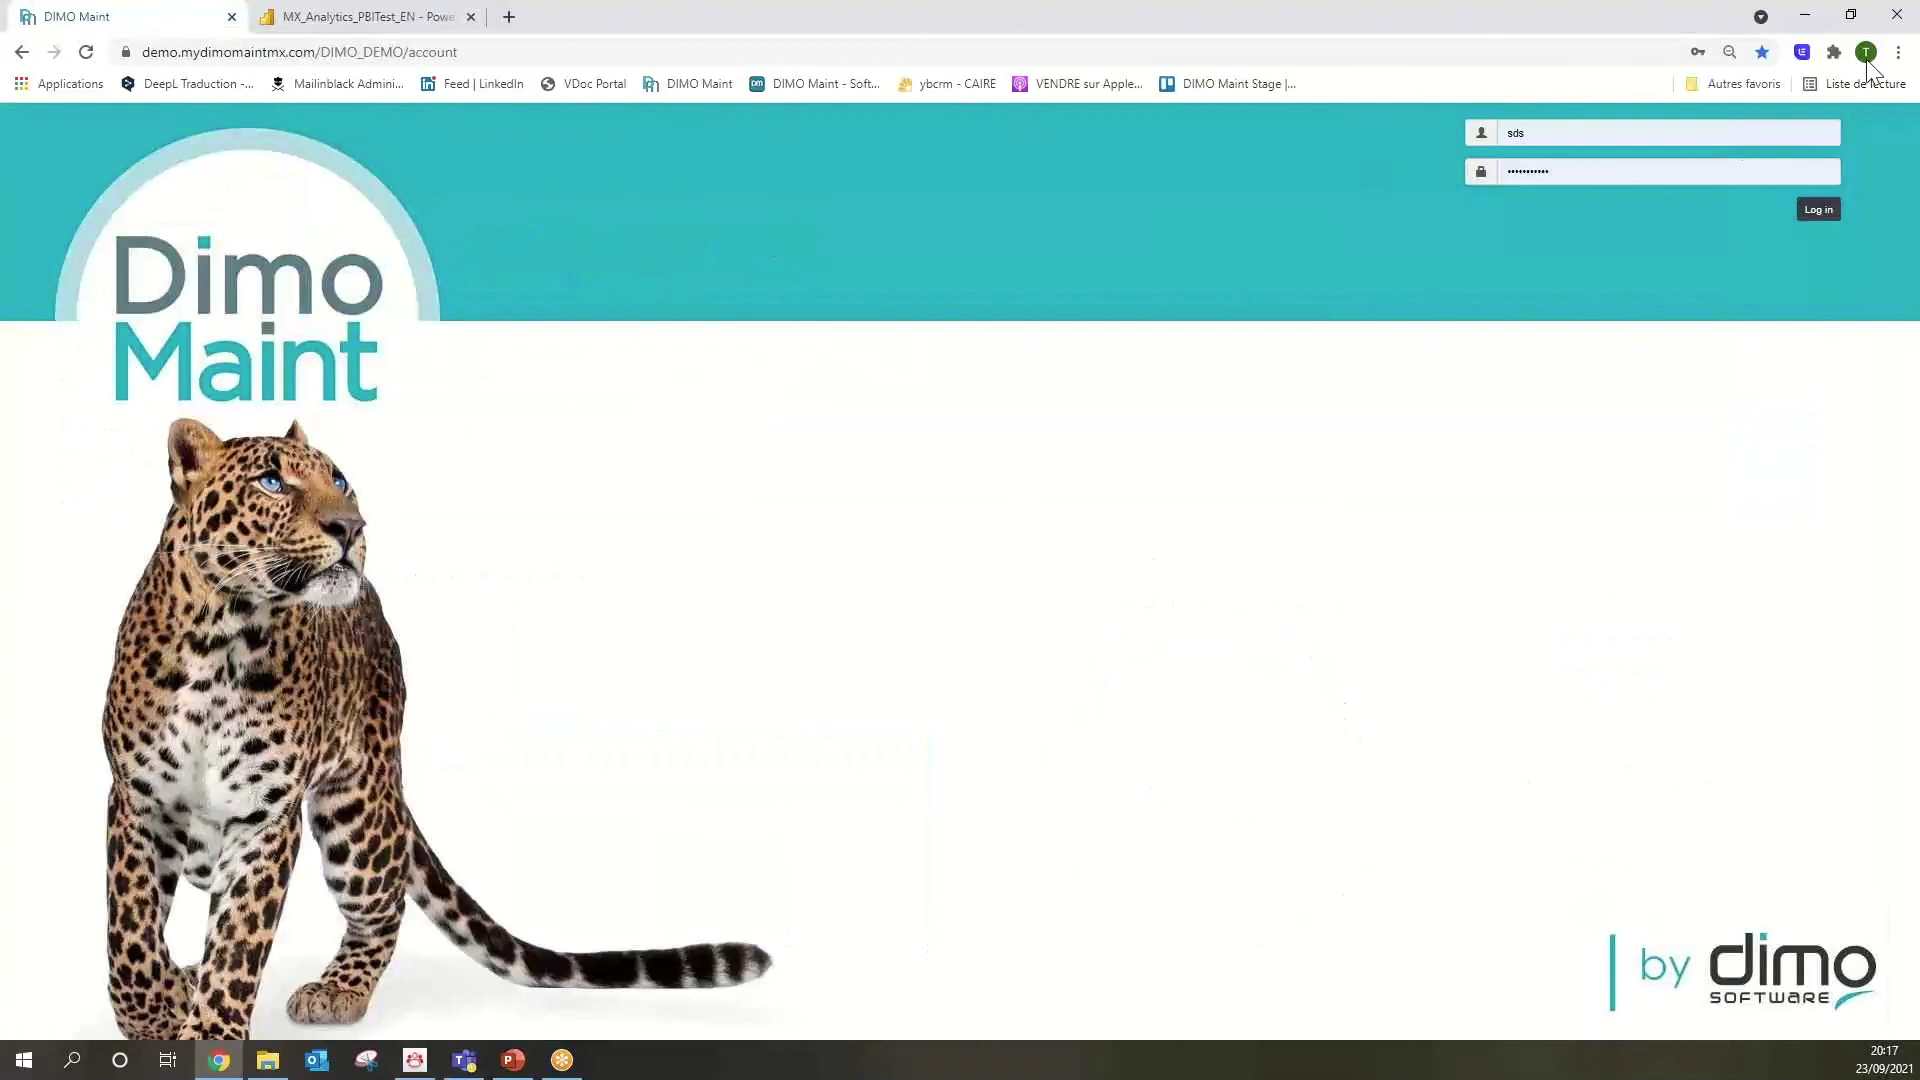 DIMO Maint
MX_Analytics_PBITest_EN - Powe
demo.mydimomaintmx.com/DIMO_DEMO/account
T
Applications
DeepL Traduction -...
Mailinblack Admini...
Feed | LinkedIn
VDoc Portal
DIMO Maint
DIMO Maint - Soft...
ybcrm - CAIRE
VENDRE sur Apple...
DIMO Maint Stage |...
Autres favoris
Liste de lecture
sds
•••••••••••
Log in
Dimo
Maint
by dimo
SOFTWARE
20:17
23/09/2021